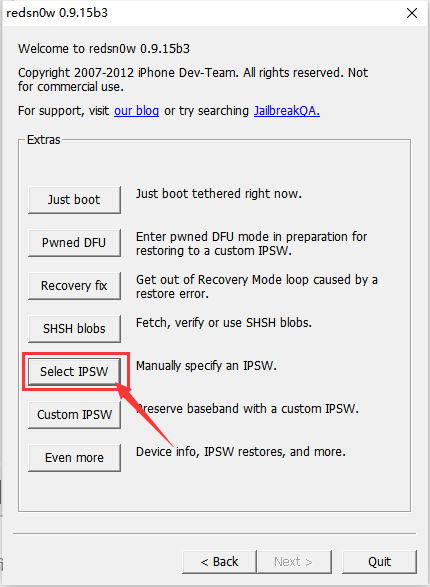 redsn0w 0.9.15b3
Welcome to redsn0w 0.9.15b3
Copyright 2007-2012 iPhone Dev-Team. All rights reserved. Not
for commercial use.
For support, visit our blog or try searching JailbreakQA.
Extras
Just boot
Just boot tethered right now.
Pwned DFU
Enter pwned DFU mode in preparation for
restoring to a custom IPSW.
Recovery fix
Get out of Recovery Mode loop caused by a
restore error.
SHSH blobs
Fetch, verify or use SHSH blobs.
Select IPSW
Manually specify an IPSW.
Custom IPSW
Preserve baseband with a custom IPSW.
Even more
Device info, IPSW restores, and more.
< Back
Next >
Quit